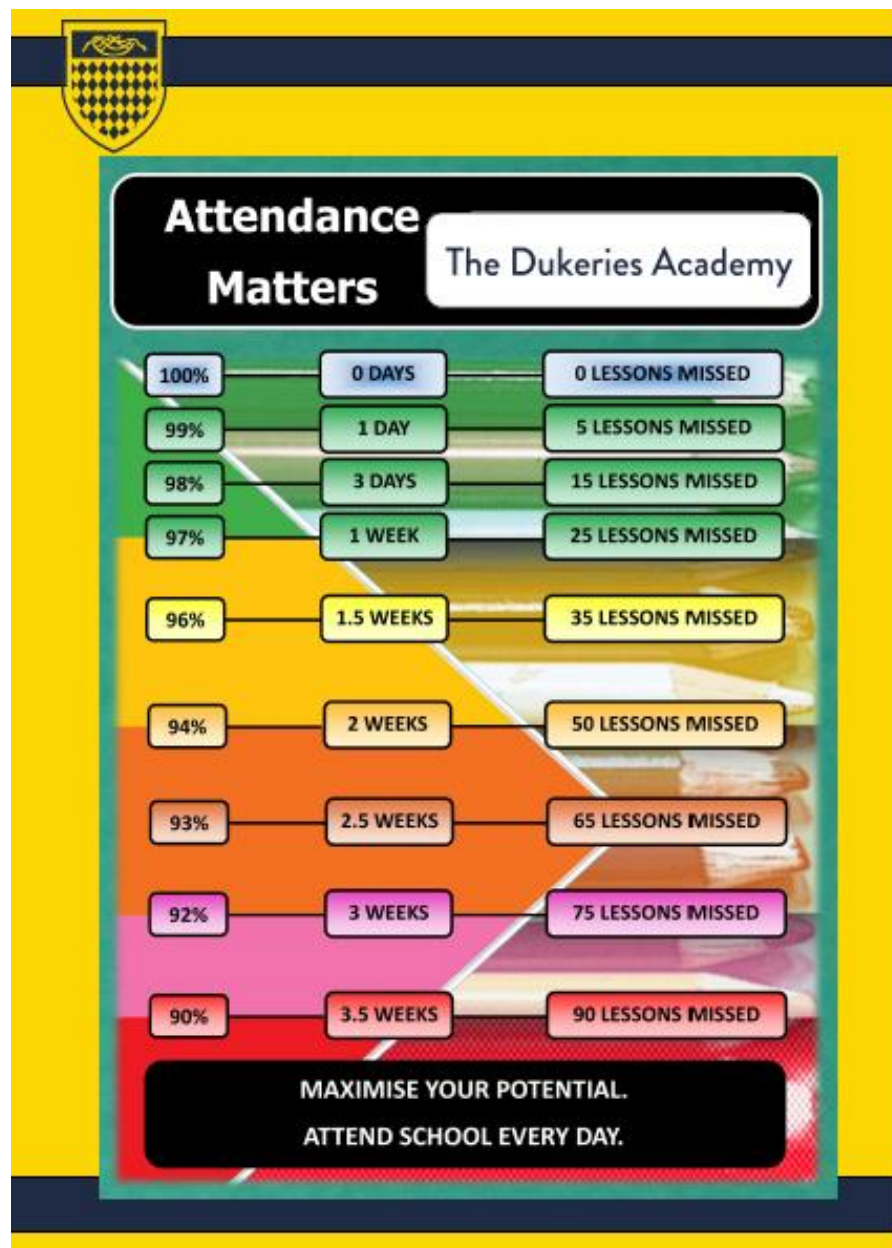 Attendance
Matters
The Dukeries Academy
100% 0 DAYS 0 LESSONS MISSED
99% 1 DAY 5 LESSONS MISSED
98% 3 DAYS 15 LESSONS MISSED
97% 1 WEEK 25 LESSONS MISSED
96% 1.5 WEEKS 35 LESSONS MISSED
94% 2 WEEKS 50 LESSONS MISSED
93% 2.5 WEEKS 65 LESSONS MISSED
92% 3 WEEKS 75 LESSONS MISSED
90% 3.5 WEEKS 90 LESSONS MISSED
MAXIMISE YOUR POTENTIAL.
ATTEND SCHOOL EVERY DAY.